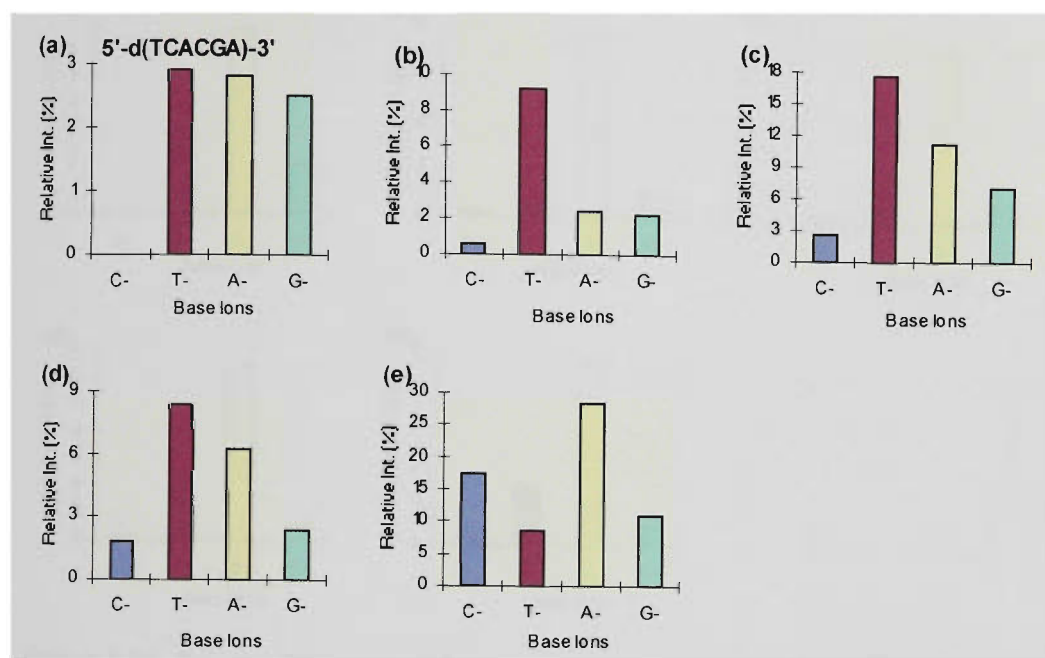 (a) 5'-d(TCACGA)-3'
3
2
1
0
Relative Int. (%)
C- T- A- G-
Base Ions
(b)
10
8
6
4
2
0
Relative Int. (%)
C- T- A- G-
Base Ions
(c)
18
15
12
9
6
3
0
Relative Int. (%)
C- T- A- G-
Base Ions
(d)
9
6
3
0
Relative Int. (%)
C- T- A- G-
Base Ions
(e)
30
25
20
15
10
5
0
Relative Int. (%)
C- T- A- G-
Base Ions